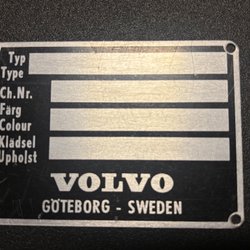 Typ
Type
Ch.Nr.
Färg
Colour
Klädsel
Upholst
VOLVO
GÖTEBORG - SWEDEN